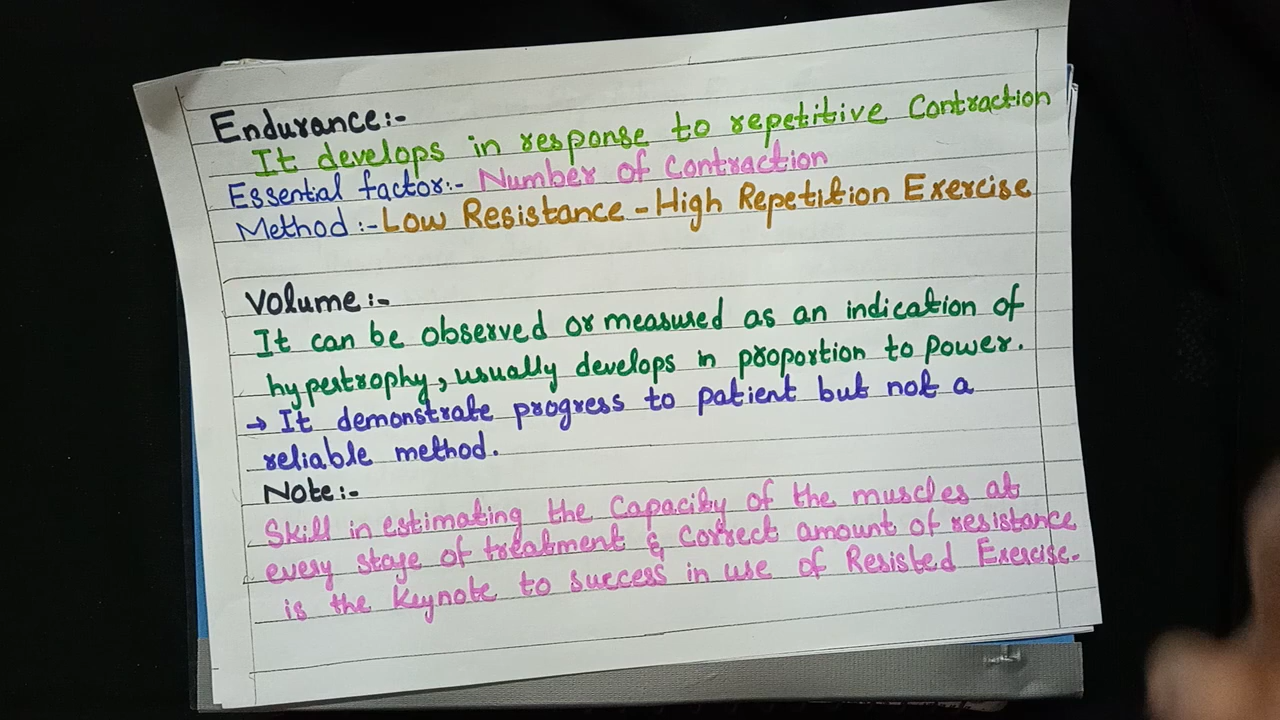 Endurance:-
It develops in response to repetitive Contraction
Essential factor:- Number of Contraction
Method:- Low Resistance - High Repetition Exercise
Volume:-
It can be observed or measured as an indication of
hypestrophy, usually develops in proportion to power.
→ It demonstrate progress to patient but not a
reliable method.
Note:-
Skill in estimating the Capacity of the muscles at
every stage of treatment & Correct amount of resistance
is the Keynote to success in use of Resisted Exercise.